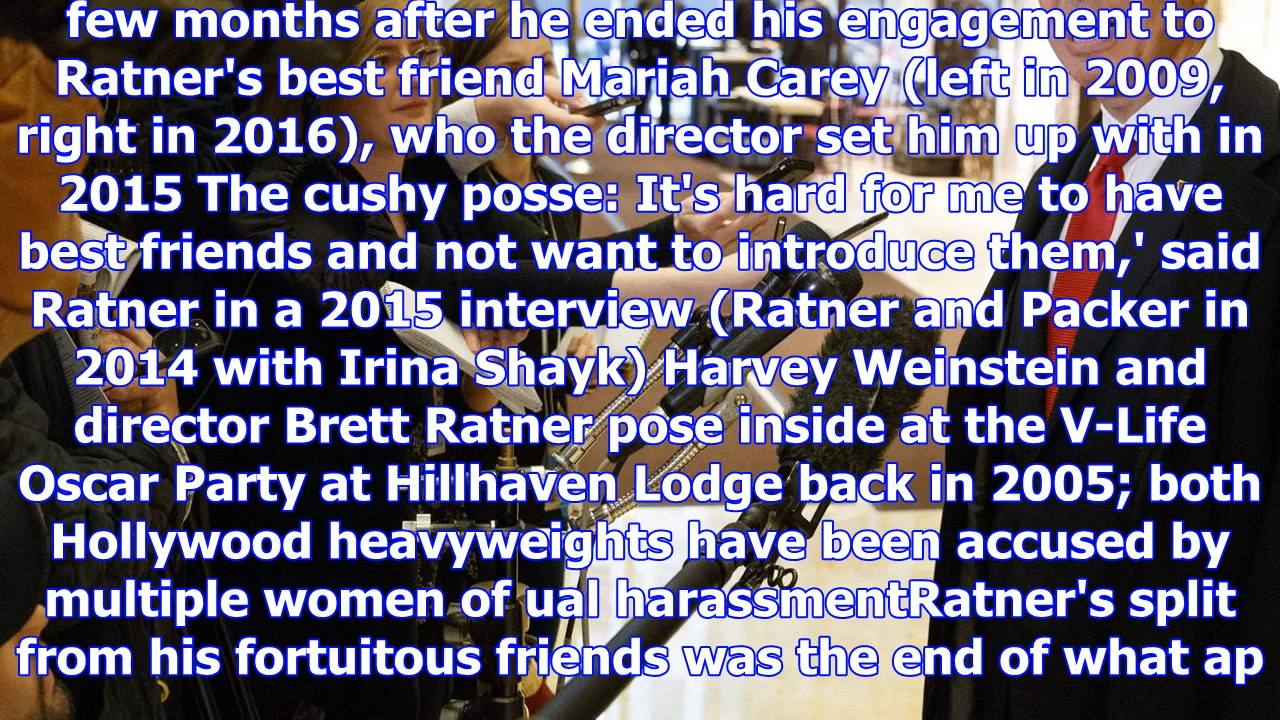 few months after he ended his engagement to
Ratner's best friend Mariah Carey (left in 2009,
right in 2016), who the director set him up with in
2015 The cushy posse: It's hard for me to have
best friends and not want to introduce them,' said
Ratner in a 2015 interview (Ratner and Packer in
2014 with Irina Shayk) Harvey Weinstein and
director Brett Ratner pose inside at the V-Life
Oscar Party at Hillhaven Lodge back in 2005; both
Hollywood heavyweights have been accused by
multiple women of ual harassmentRatner's split
from his fortuitous friends was the end of what ap